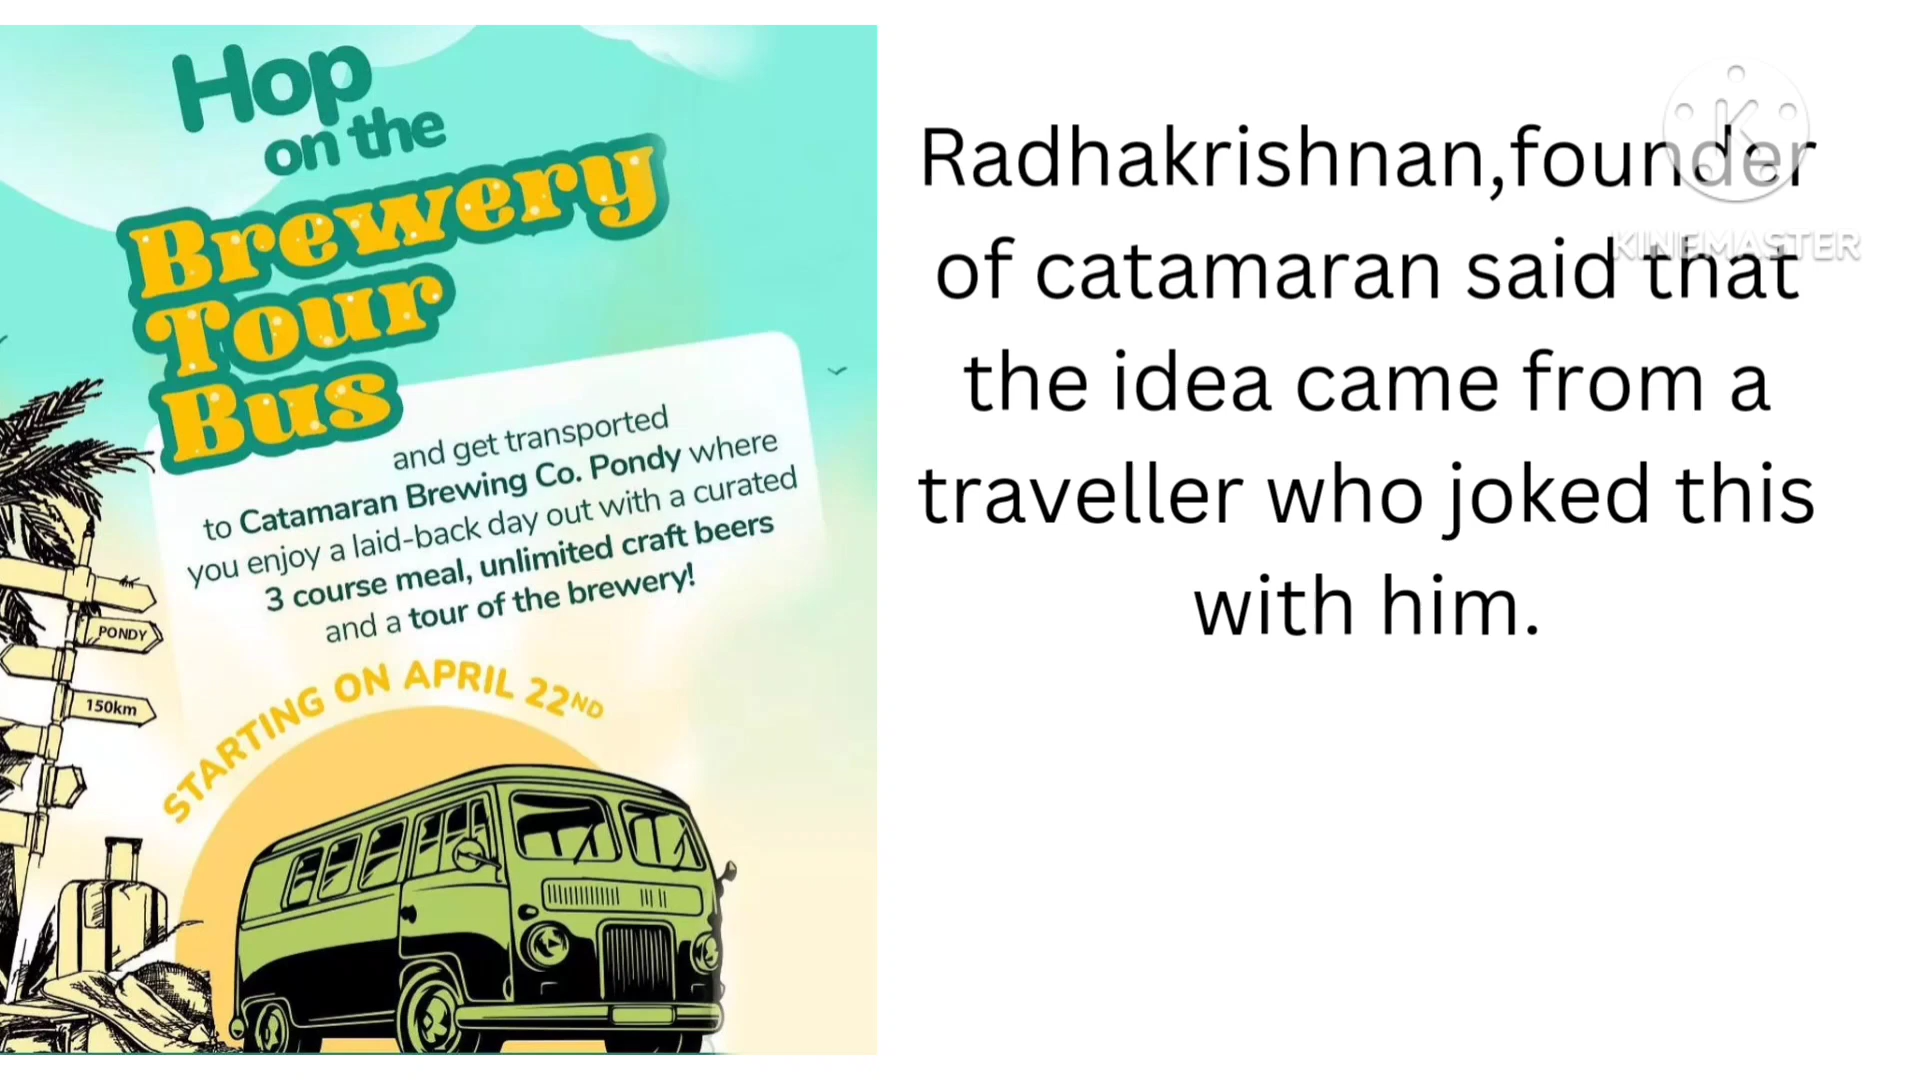 Hop
on the
Brewery
Tour
Bus
and get transported
to Catamaran Brewing Co. Pondy where
you enjoy a laid-back day out with a curated
3 course meal, unlimited craft beers
and a tour of the brewery!
STARTING ON APRIL 22ND
PONDY
150km
Radhakrishnan,founder
of catamaran said that
the idea came from a
traveller who joked this
with him.
K
KINEMASTER